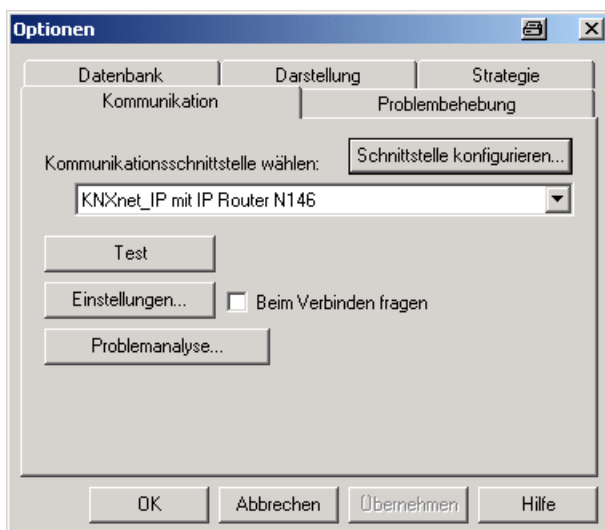 Optionen
Datenbank Darstellung Strategie
Kommunikation Problembehebung
Kommunikationsschnittstelle wählen: Schnittstelle konfigurieren...
KNXnet_IP mit IP Router N146
Test
Einstellungen... Beim Verbinden fragen
Problemanalyse...
OK Abbrechen Übernehmen Hilfe